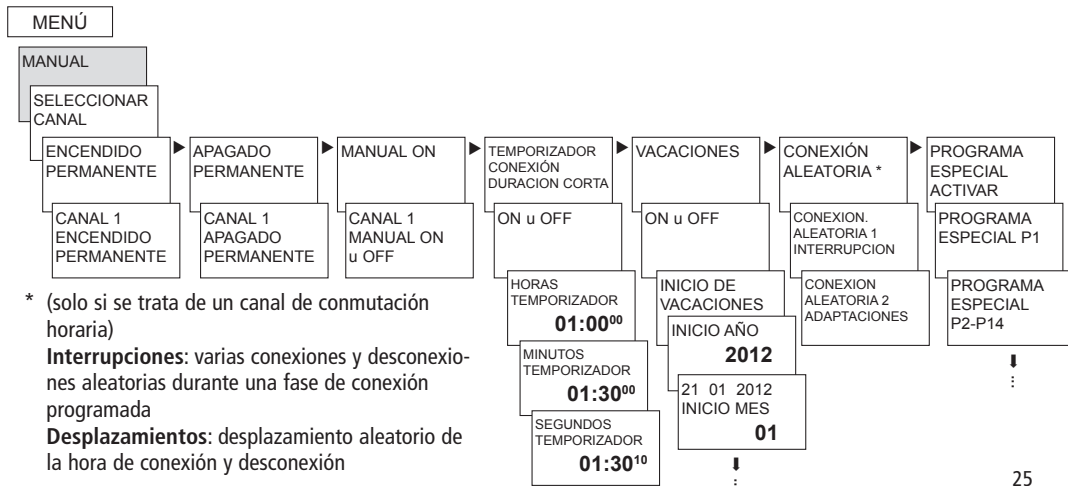 MENÚ
MANUAL
SELECCIONAR
CANAL
ENCENDIDO
PERMANENTE
CANAL 1
ENCENDIDO
PERMANENTE
APAGADO
PERMANENTE
CANAL 1
APAGADO
PERMANENTE
MANUAL ON
CANAL 1
MANUAL ON
u OFF
TEMPORIZADOR
CONEXIÓN
DURACION CORTA
ON u OFF
HORAS
TEMPORIZADOR
01:00⁰⁰
MINUTOS
TEMPORIZADOR
01:30⁰⁰
SEGUNDOS
TEMPORIZADOR
01:30¹⁰
VACACIONES
ON u OFF
INICIO DE
VACACIONES
INICIO AÑO
2012
21 01 2012
INICIO MES
01
CONEXIÓN
ALEATORIA *
CONEXION.
ALEATORIA 1
INTERRUPCION
CONEXION
ALEATORIA 2
ADAPTACIONES
PROGRAMA
ESPECIAL
ACTIVAR
PROGRAMA
ESPECIAL P1
PROGRAMA
ESPECIAL
P2-P14
* (solo si se trata de un canal de conmutación
horaria)
Interrupciones: varias conexiones y desconexio-
nes aleatorias durante una fase de conexión
programada
Desplazamientos: desplazamiento aleatorio de
la hora de conexión y desconexión
25